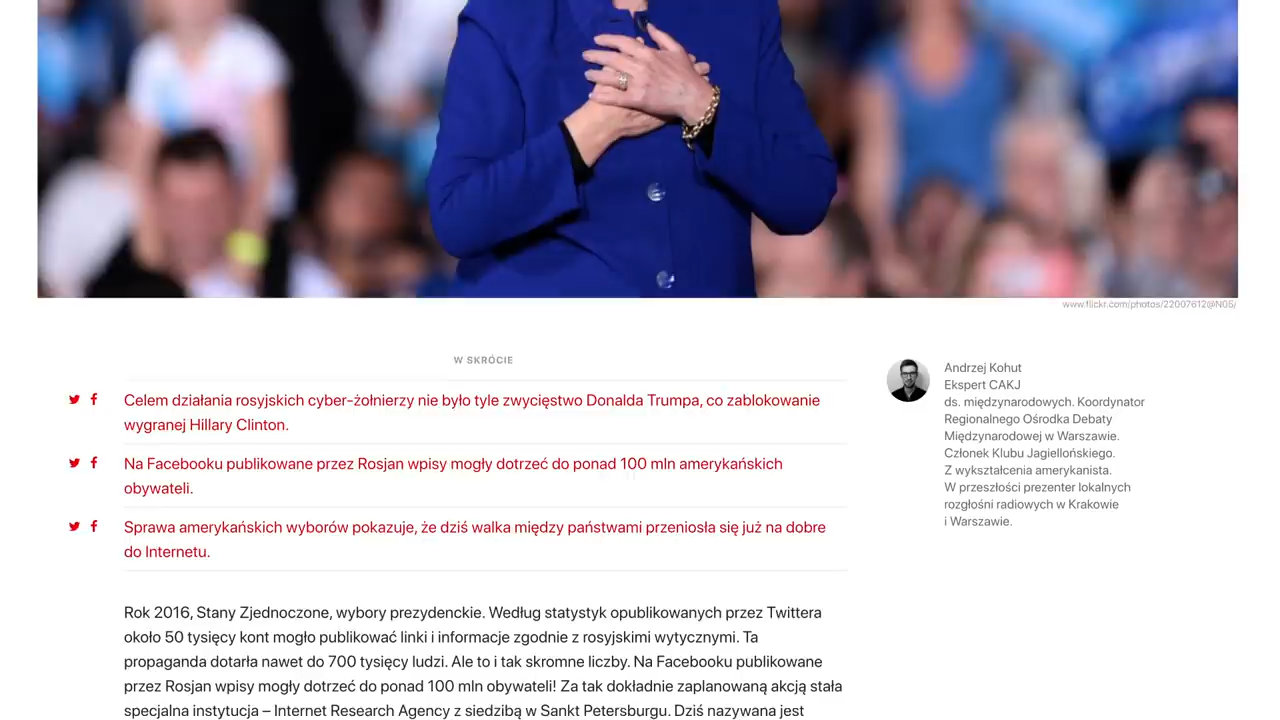 www.flickr.com/photos/22007612@N05/
W SKRÓCIE
Celem działania rosyjskich cyber-żołnierzy nie było tyle zwycięstwo Donalda Trumpa, co zablokowanie
wygranej Hillary Clinton.
Na Facebooku publikowane przez Rosjan wpisy mogły dotrzeć do ponad 100 mln amerykańskich
obywateli.
Sprawa amerykańskich wyborów pokazuje, że dziś walka między państwami przeniosła się już na dobre
do Internetu.
Rok 2016, Stany Zjednoczone, wybory prezydenckie. Według statystyk opublikowanych przez Twittera
około 50 tysięcy kont mogło publikować linki i informacje zgodnie z rosyjskimi wytycznymi. Ta
propaganda dotarła nawet do 700 tysięcy ludzi. Ale to i tak skromne liczby. Na Facebooku publikowane
przez Rosjan wpisy mogły dotrzeć do ponad 100 mln obywateli! Za tak dokładnie zaplanowaną akcją stała
specjalna instytucja – Internet Research Agency z siedzibą w Sankt Petersburgu. Dziś nazywana jest
Andrzej Kohut
Ekspert CAKJ
ds. międzynarodowych. Koordynator
Regionalnego Ośrodka Debaty
Międzynarodowej w Warszawie.
Członek Klubu Jagiellońskiego.
Z wykształcenia amerykanista.
W przeszłości prezenter lokalnych
rozgłośni radiowych w Krakowie
i Warszawie.